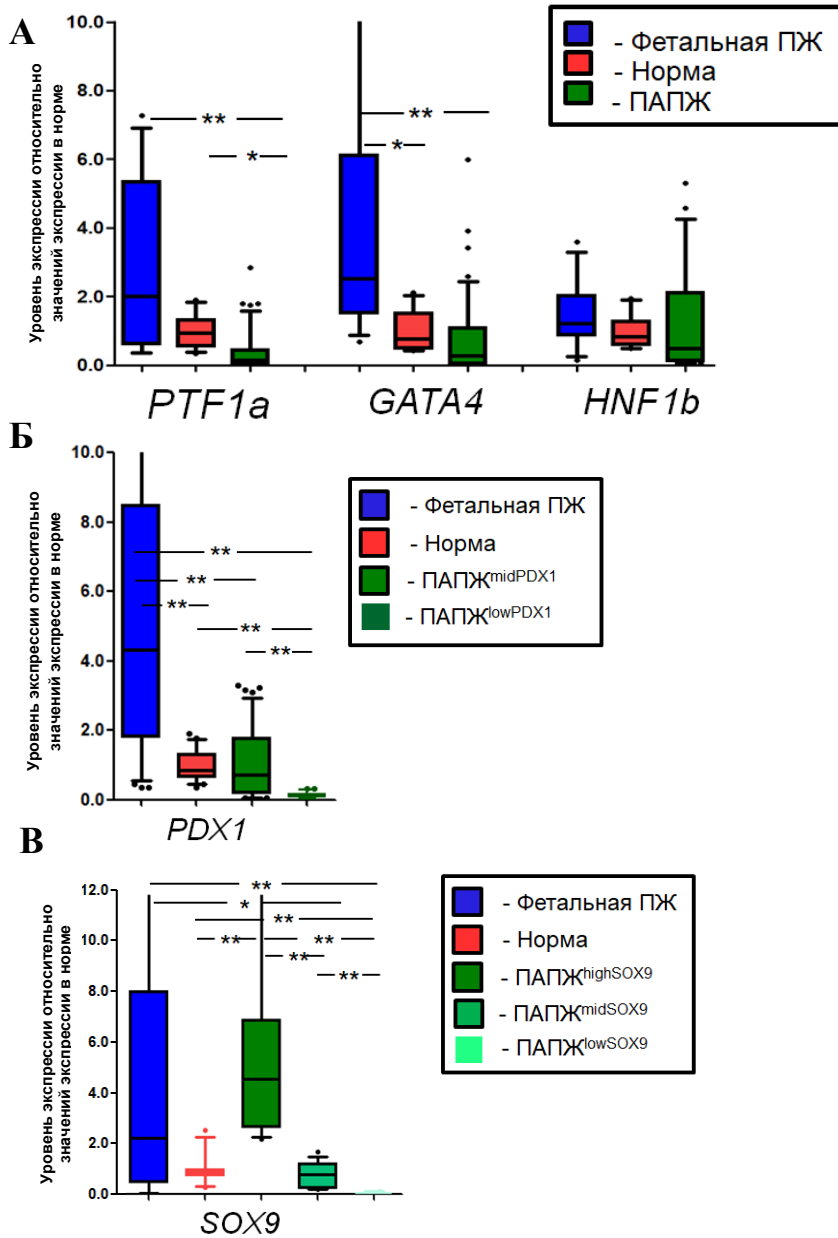 А
Уровень экспрессии относительно
значений экспрессии в норме
10.0
8.0
6.0
4.0
2.0
0.0
**
*
**
*
- Фетальная ПЖ
- Норма
- ПАПЖ
PTF1a
GATA4
HNF1b
Б
Уровень экспрессии относительно
значений экспрессии в норме
10.0
8.0
6.0
4.0
2.0
0.0
**
**
**
**
**
- Фетальная ПЖ
- Норма
- ПАПЖmidPDX1
- ПАПЖlowPDX1
PDX1
В
Уровень экспрессии относительно
значений экспрессии в норме
12.0
10.0
8.0
6.0
4.0
2.0
0.0
**
*
**
**
**
**
**
- Фетальная ПЖ
- Норма
- ПАПЖhighSOX9
- ПАПЖmidSOX9
- ПАПЖlowSOX9
SOX9